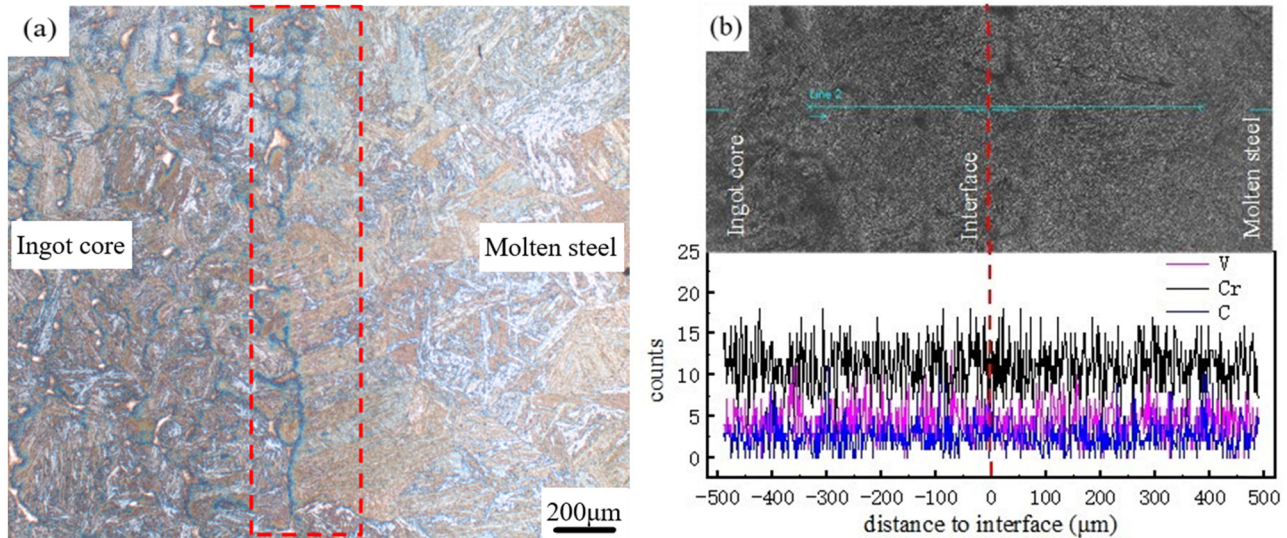 (a)
Ingot core
Molten steel
200μm
(b)
Line 2
Ingot core
Interface
Molten steel
25
20
15
10
5
0
counts
V
Cr
C
-500 -400 -300 -200 -100 0 100 200 300 400 500
distance to interface (μm)